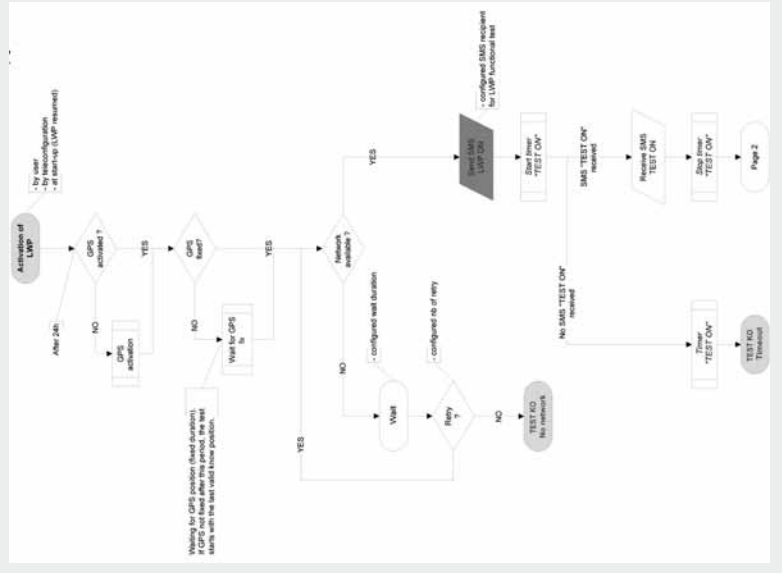 - by user
- by teleconfiguration
- at start-up (LWP resumed)
Activation of
LWP
After 24h
GPS
activated ?
NO
YES
GPS
activation
GPS
fixed?
NO
YES
Wait for GPS
fix
Waiting for GPS position (fixed duration).
If GPS not fixed after this period, the test
starts with the last valid know position.
Network
available ?
NO
YES
- configured wait duration
Wait
- configured nb of retry
Retry
?
YES
NO
TEST KO
No network
Send SMS
LWP ON
- configured SMS recipient
for LWP functional test
Start timer
"TEST ON"
No SMS "TEST ON"
received
SMS "TEST ON"
received
Receive SMS
TEST ON
Timer
"TEST ON"
Stop timer
"TEST ON"
TEST KO
Timeout
Page 2